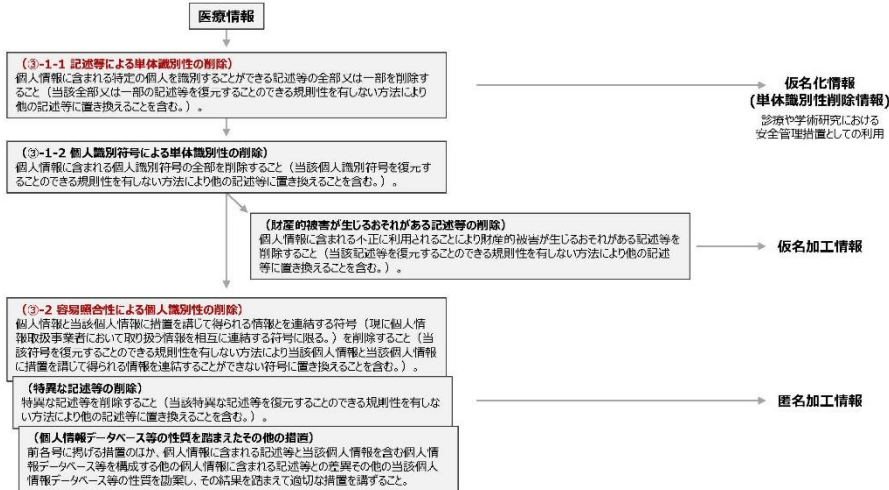 医療情報
(③-1-1 記述等による単体識別性の削除)
個人情報に含まれる特定の個人を識別することができる記述等の全部又は一部を削除す
ること（当該全部又は一部の記述等を復元することのできる規則性を有しない方法により
他の記述等に置き換えることを含む。）。
仮名化情報
(単体識別性削除情報)
診療や学術研究における
安全管理措置としての利用
(③-1-2 個人識別符号による単体識別性の削除)
個人情報に含まれる個人識別符号の全部を削除すること（当該個人識別符号を復元す
ることのできる規則性を有しない方法により他の記述等に置き換えることを含む。）。
(財産的被害が生じるおそれがある記述等の削除)
個人情報に含まれる不正に利用されることにより財産的被害が生じるおそれがある記述等を
削除すること（当該記述等を復元することのできる規則性を有しない方法により他の記述
等に置き換えることを含む。）。
仮名加工情報
(③-2 容易照合性による個人識別性の削除)
個人情報と当該個人情報に措置を講じて得られる情報とを連結する符号（現に個人情
報取扱事業者において取り扱う情報を相互に連結する符号に限る。）を削除すること（当
該符号を復元することのできる規則性を有しない方法により当該個人情報と当該個人情報
に措置を講じて得られる情報を連結することができない符号に置き換えることを含む。）。
(特異な記述等の削除)
特異な記述等を削除すること（当該特異な記述等を復元することのできる規則性を有しな
い方法により他の記述等に置き換えることを含む。）。
匿名加工情報
(個人情報データベース等の性質を踏まえたその他の措置)
前各号に掲げる措置のほか、個人情報に含まれる記述等と当該個人情報を含む個人情
報データベース等を構成する他の個人情報に含まれる記述等との差異その他の当該個人
情報データベース等の性質を勘案し、その結果を踏まえて適切な措置を講ずること。